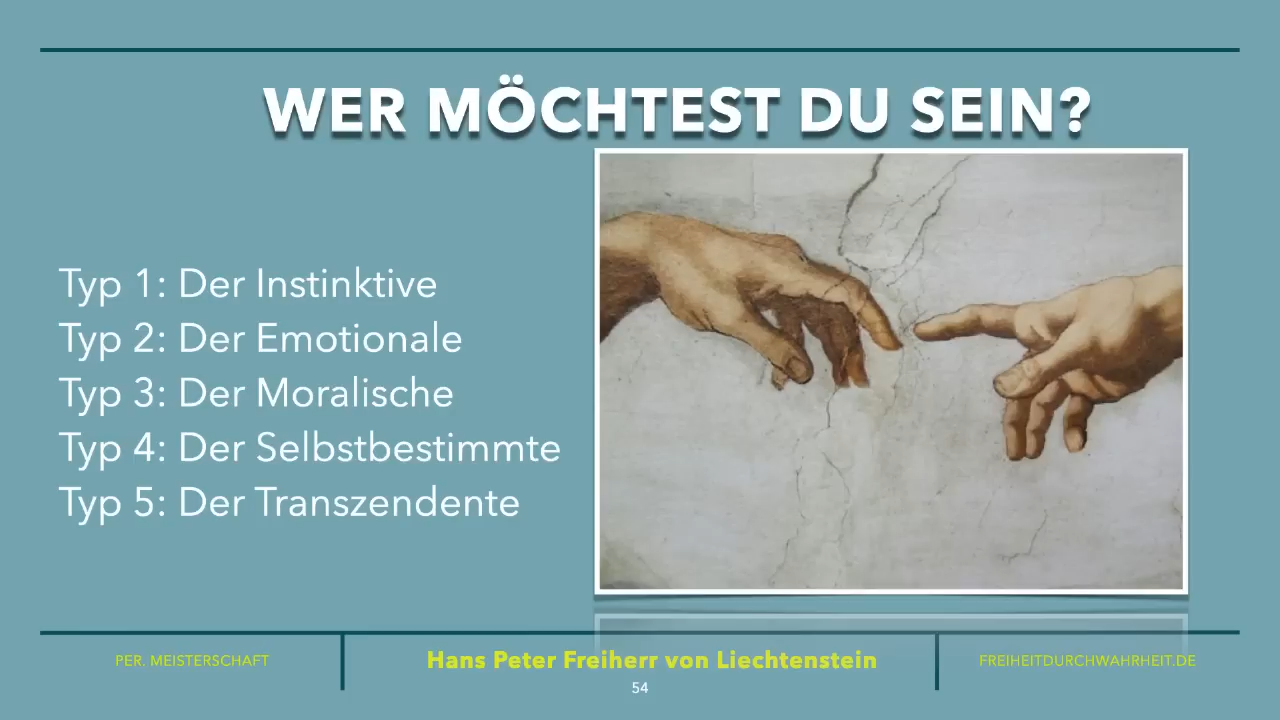 WER MÖCHTEST DU SEIN?
Typ 1: Der Instinktive
Typ 2: Der Emotionale
Typ 3: Der Moralische
Typ 4: Der Selbstbestimmte
Typ 5: Der Transzendente
PER. MEISTERSCHAFT
Hans Peter Freiherr von Liechtenstein
FREIHEITDURCHWAHRHEIT.DE
54